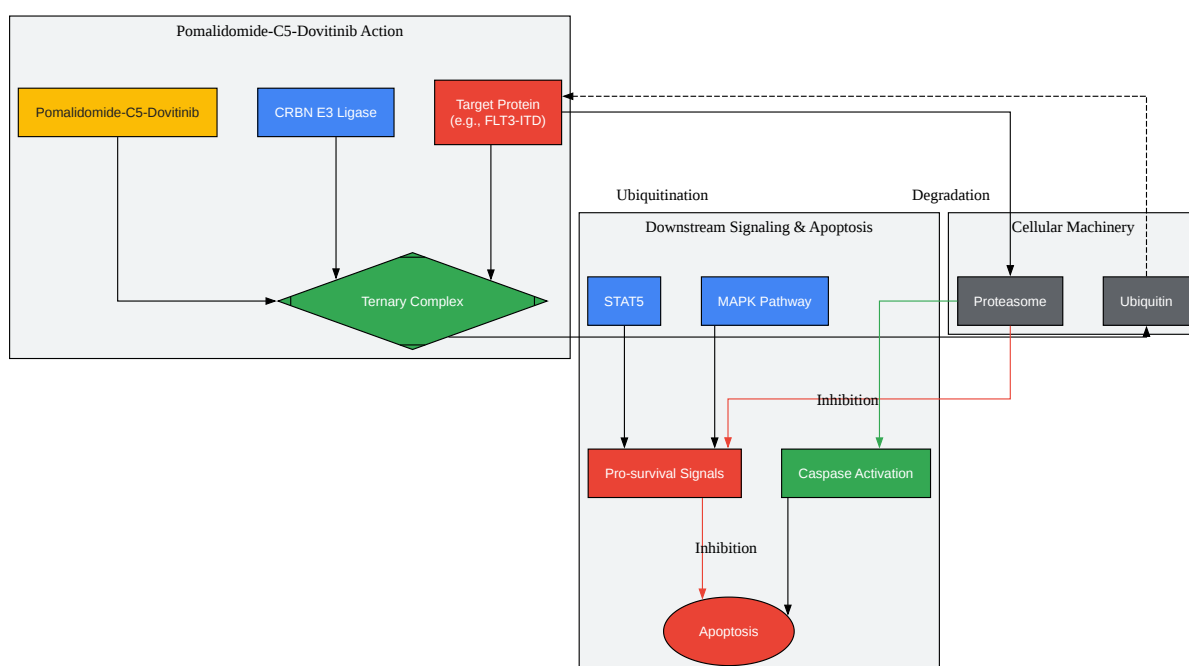 Pomalidomide-C5-Dovitinib Action
Pomalidomide-C5-Dovitinib
CRBN E3 Ligase
Target Protein
(e.g., FLT3-ITD)
Ternary Complex
Ubiquitination
Degradation
Downstream Signaling & Apoptosis
Cellular Machinery
STAT5
MAPK Pathway
Proteasome
Ubiquitin
Inhibition
Pro-survival Signals
Caspase Activation
Inhibition
Apoptosis